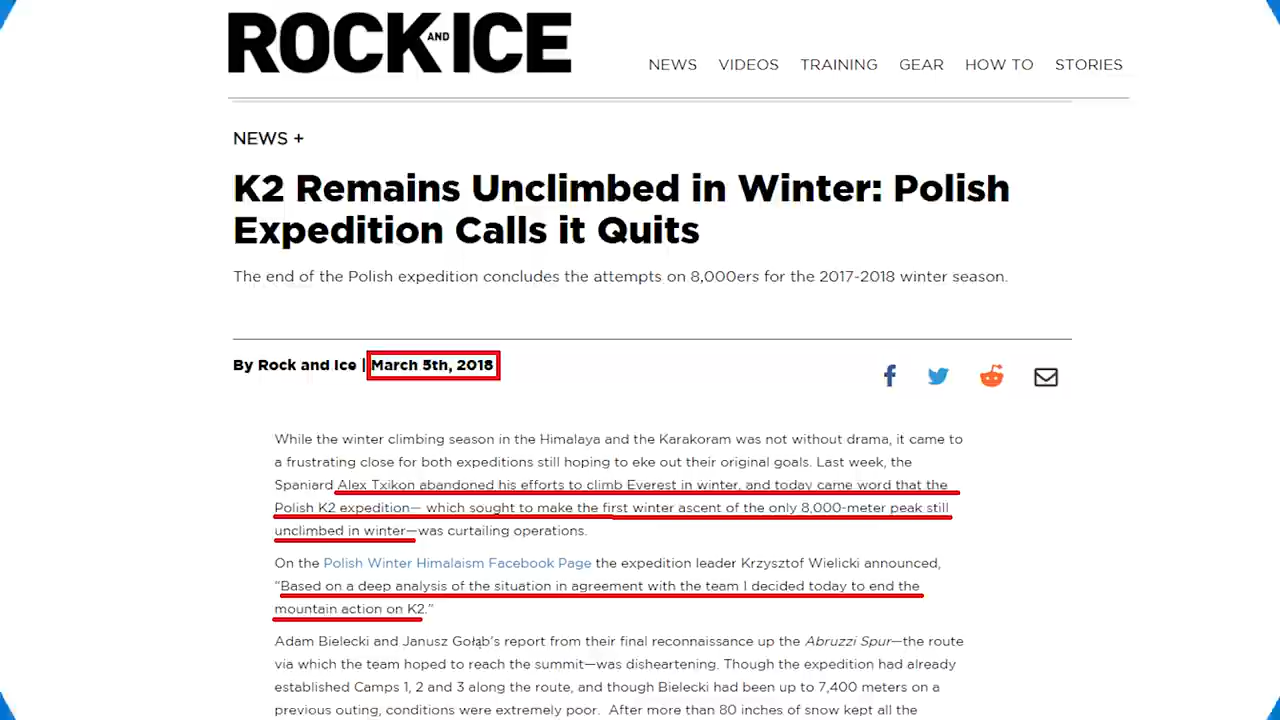 ROCK AND ICE
NEWS VIDEOS TRAINING GEAR HOW TO STORIES
NEWS +
K2 Remains Unclimbed in Winter: Polish
Expedition Calls it Quits
The end of the Polish expedition concludes the attempts on 8,000ers for the 2017-2018 winter season.
By Rock and Ice | March 5th, 2018
While the winter climbing season in the Himalaya and the Karakoram was not without drama, it came to
a frustrating close for both expeditions still hoping to eke out their original goals. Last week, the
Spaniard Alex Txikon abandoned his efforts to climb Everest in winter, and today came word that the
Polish K2 expedition— which sought to make the first winter ascent of the only 8,000-meter peak still
unclimbed in winter—was curtailing operations.
On the Polish Winter Himalaism Facebook Page the expedition leader Krzysztof Wielicki announced,
“Based on a deep analysis of the situation in agreement with the team I decided today to end the
mountain action on K2.”
Adam Bielecki and Janusz Gołąb's report from their final reconnaissance up the Abruzzi Spur—the route
via which the team hoped to reach the summit—was disheartening. Though the expedition had already
established Camps 1, 2 and 3 along the route, and though Bielecki had been up to 7,400 meters on a
previous outing, conditions were extremely poor. After more than 80 inches of snow kept all the